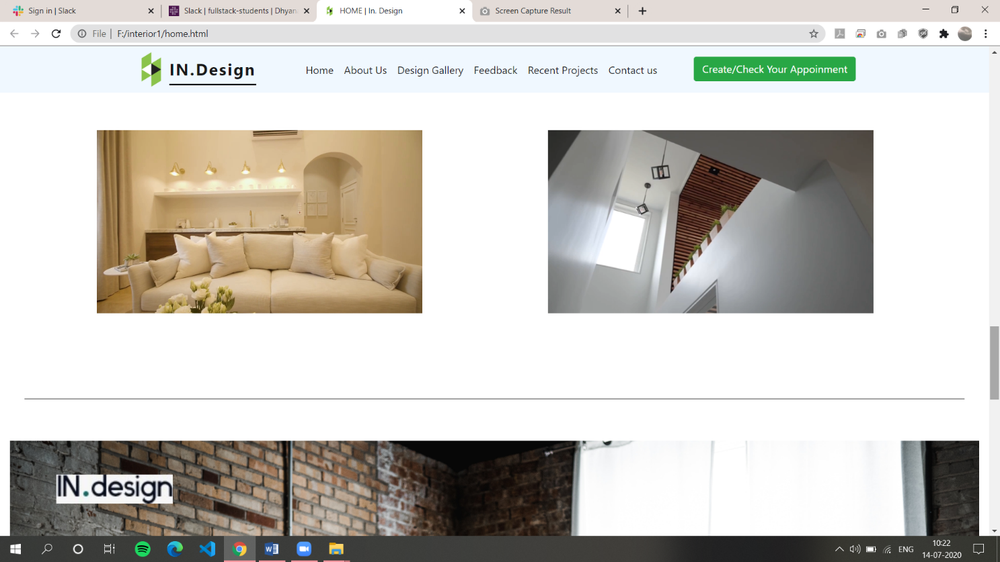 Sign in | Slack
Slack | fullstack-students | Dhyan
HOME | In. Design
Screen Capture Result
File | F:/interior1/home.html
IN.Design
Home About Us Design Gallery Feedback Recent Projects Contact us
Create/Check Your Appoinment
IN.design
ENG
10:22
14-07-2020